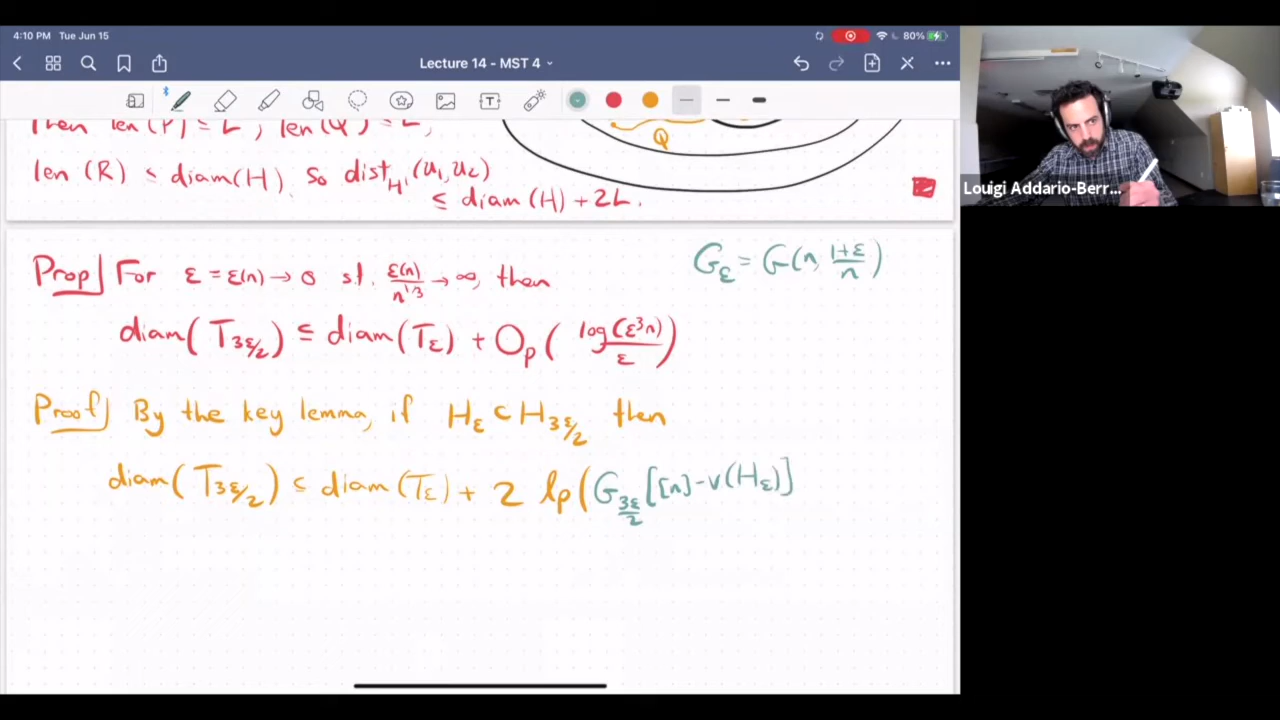 4:10 PM Tue Jun 15
80%
Lecture 14 - MST 4
Then len(P) ≤ L, len(Q) ≤ L,
Q
len(R) ≤ diam(H). So dist_{H'}(u₁,u₂)
≤ diam(H) + 2L.
Louigi Addario-Berr...
G_ε = G(n, (1+ε)/n)
Prop] For ε = ε(n) → 0 s.t. ε(n)/n^{1/3} → ∞, then
diam(T_{3ε/2}) ≤ diam(T_ε) + O_p( log(ε³n)/ε )
Proof] By the key lemma, if H_ε ⊂ H_{3ε/2} then
diam(T_{3ε/2}) ≤ diam(T_ε) + 2 lp(G_{3ε/2}[[n]-v(H_ε)]